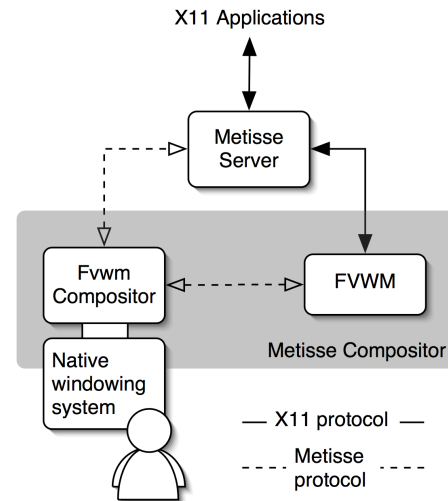 X11 Applications
Metisse
Server
Fvwm
Compositor
FVWM
Metisse Compositor
Native
windowing
system
X11 protocol
Metisse
protocol